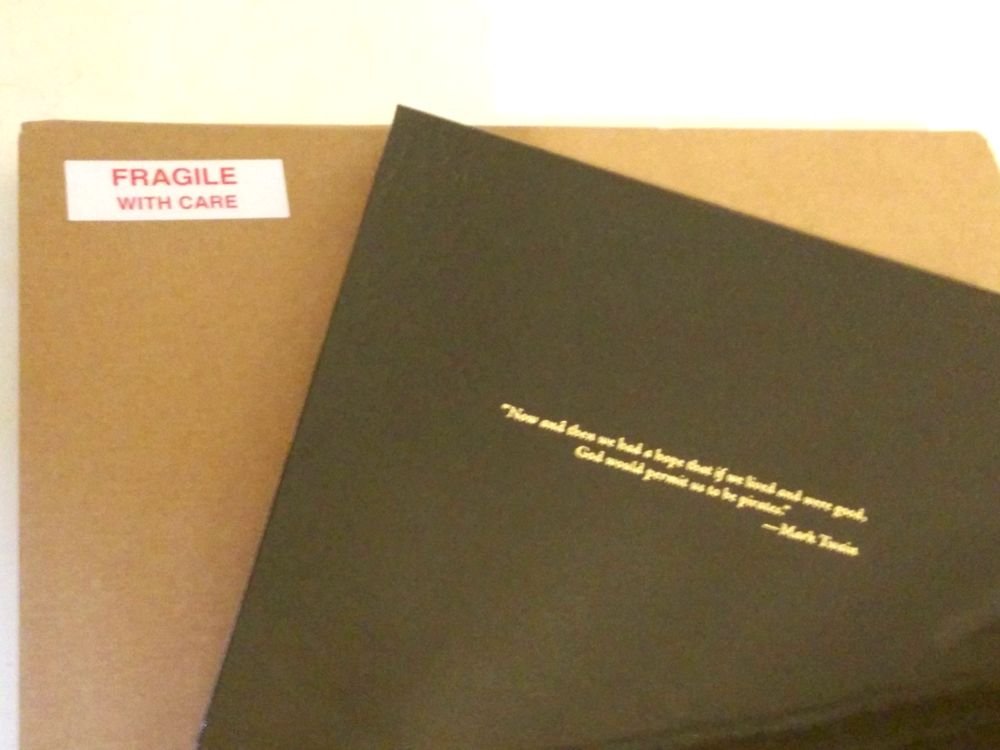 FRAGILE
WITH CARE
"Now and then we had a hope that if we lived and were good,
God would permit us to be pirates."
—Mark Twain